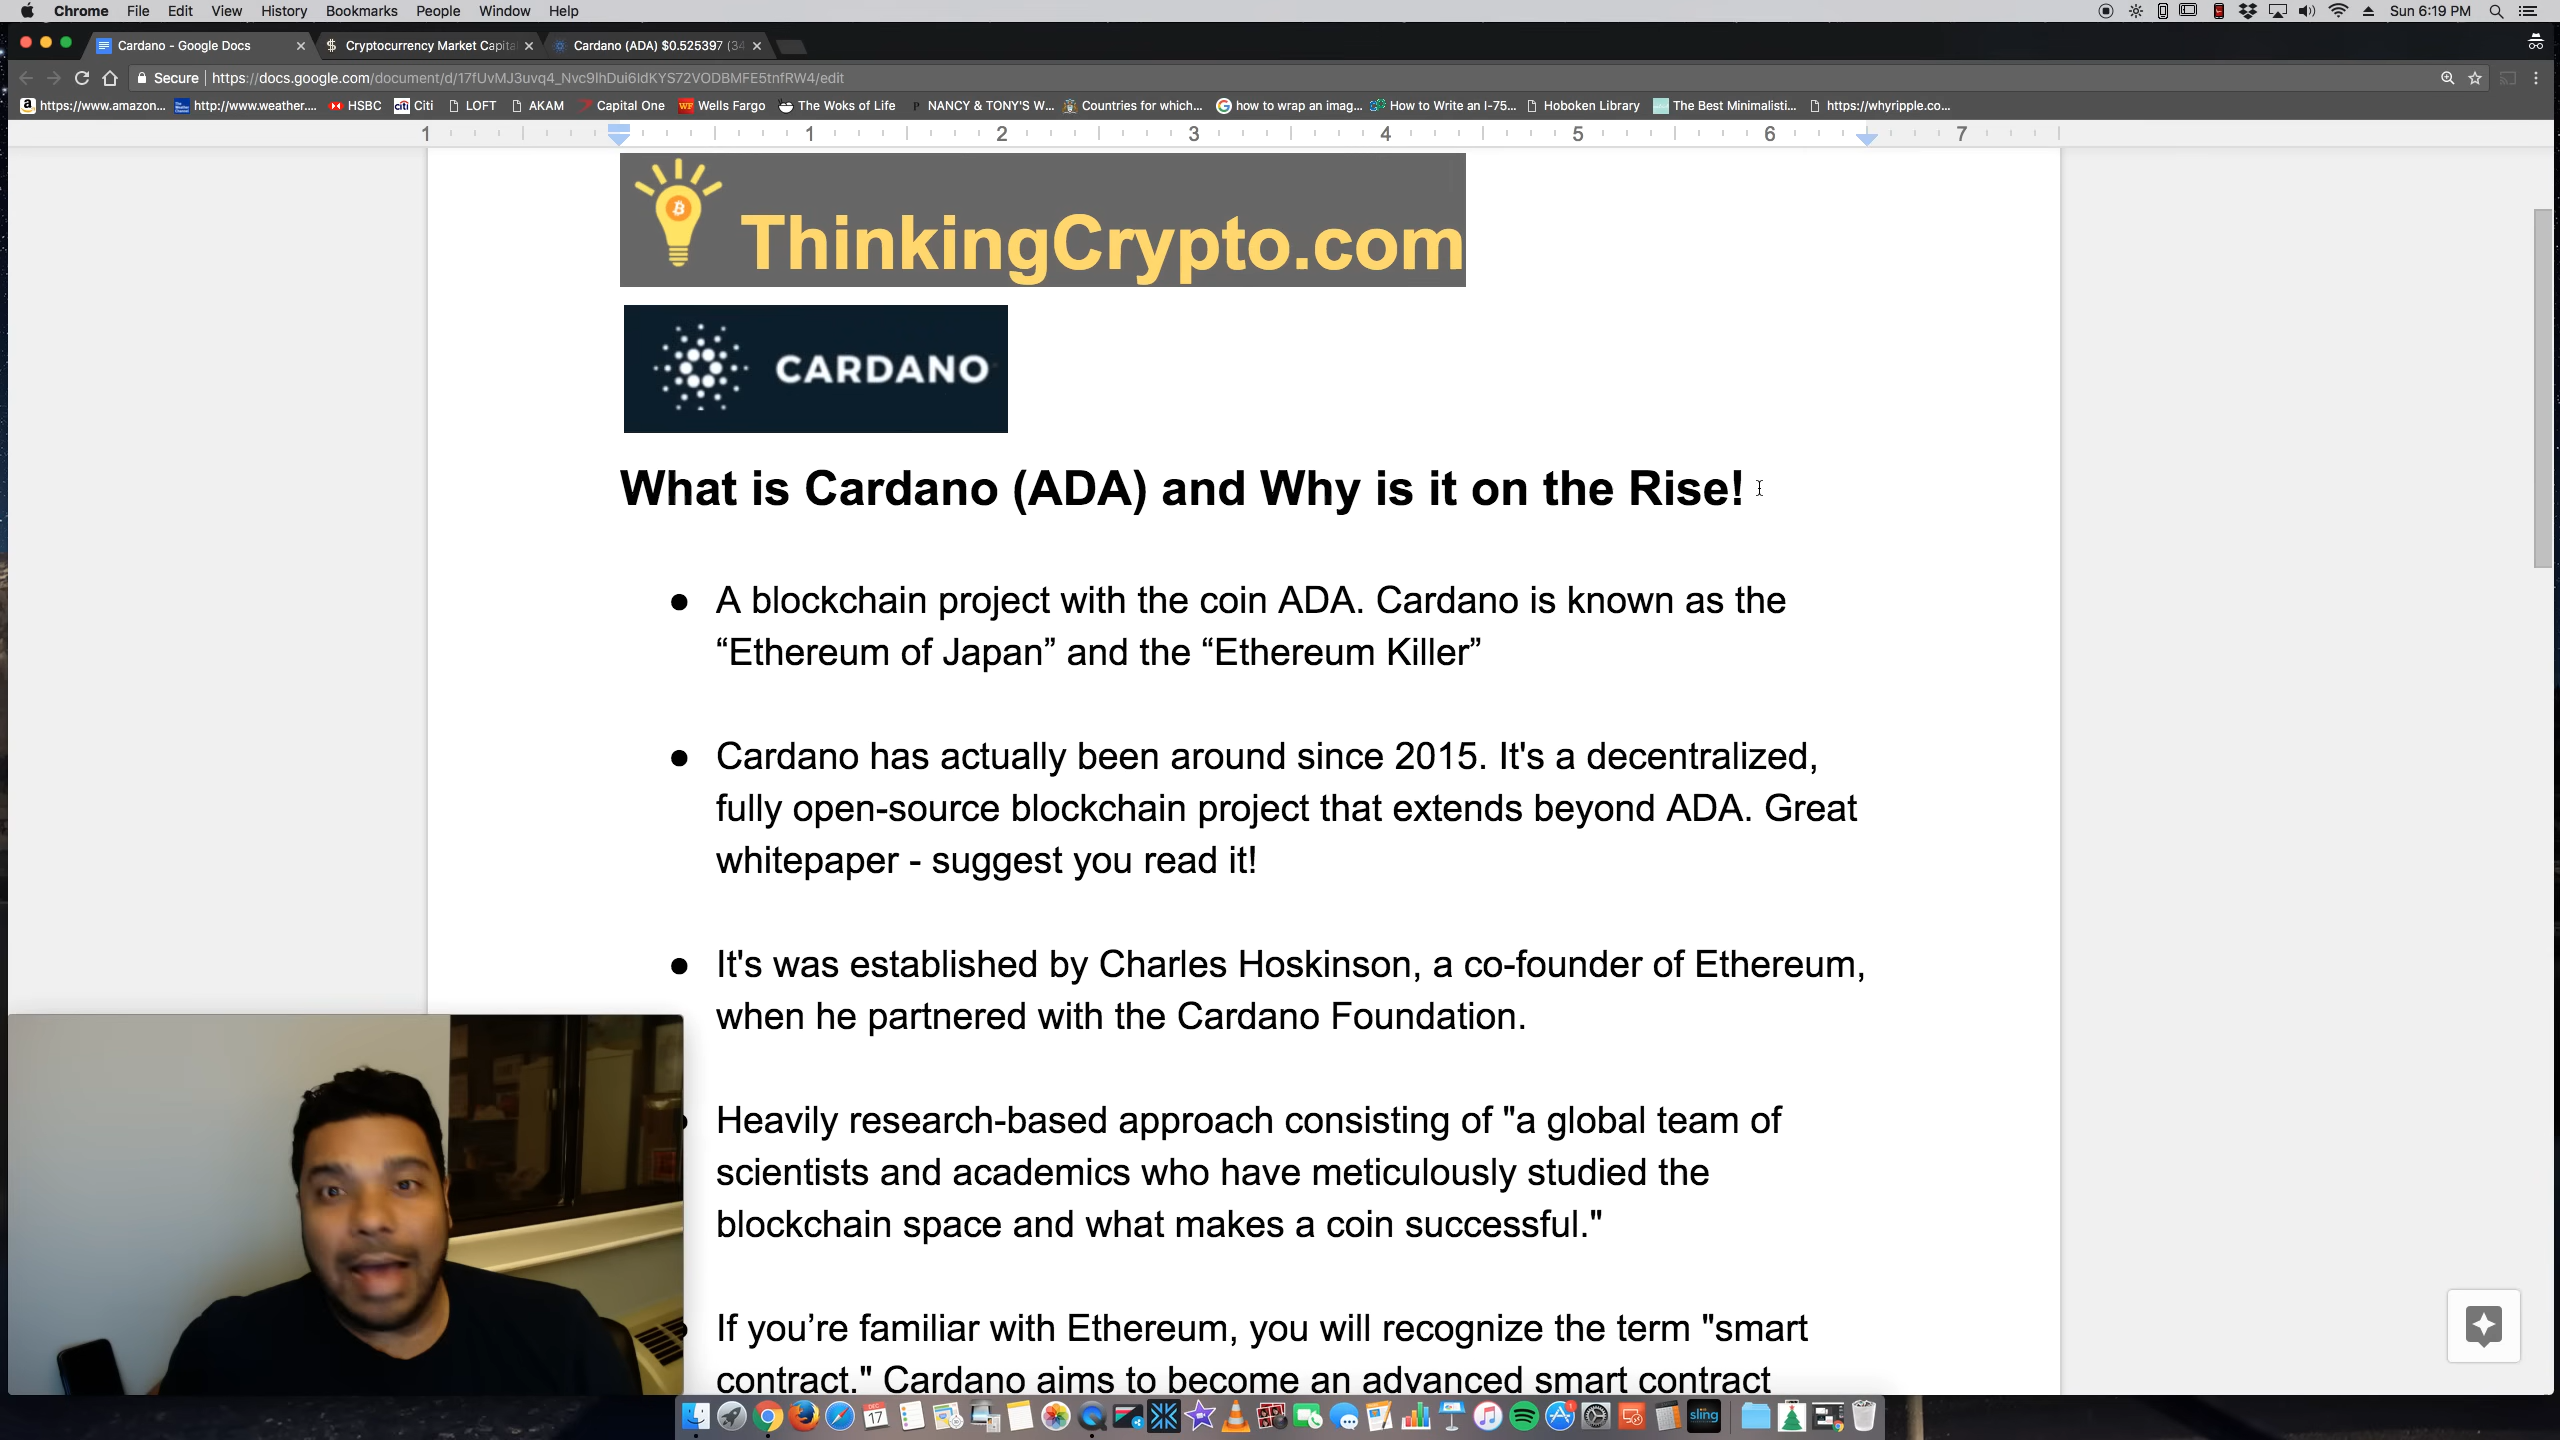 Chrome File Edit View History Bookmarks People Window Help
Sun 6:19 PM
Cardano - Google Docs
Cryptocurrency Market Capita
Cardano (ADA) $0.525397 (34
Secure https://docs.google.com/document/d/17fUvMJ3uvq4_Nvc9IhDui6IdKYS72VODBMFE5tnfRW4/edit
https://www.amazon... http://www.weather.... HSBC Citi LOFT AKAM Capital One Wells Fargo The Woks of Life NANCY & TONY'S W... Countries for which... how to wrap an imag... How to Write an I-75... Hoboken Library The Best Minimalisti... https://whyripple.co...
1 1 2 3 4 5 6 7
ThinkingCrypto.com
CARDANO
What is Cardano (ADA) and Why is it on the Rise!
● A blockchain project with the coin ADA. Cardano is known as the
“Ethereum of Japan” and the “Ethereum Killer”
● Cardano has actually been around since 2015. It's a decentralized,
fully open-source blockchain project that extends beyond ADA. Great
whitepaper - suggest you read it!
● It's was established by Charles Hoskinson, a co-founder of Ethereum,
when he partnered with the Cardano Foundation.
Heavily research-based approach consisting of "a global team of
scientists and academics who have meticulously studied the
blockchain space and what makes a coin successful."
If you’re familiar with Ethereum, you will recognize the term "smart
contract." Cardano aims to become an advanced smart contract
DEC
17
1
sling